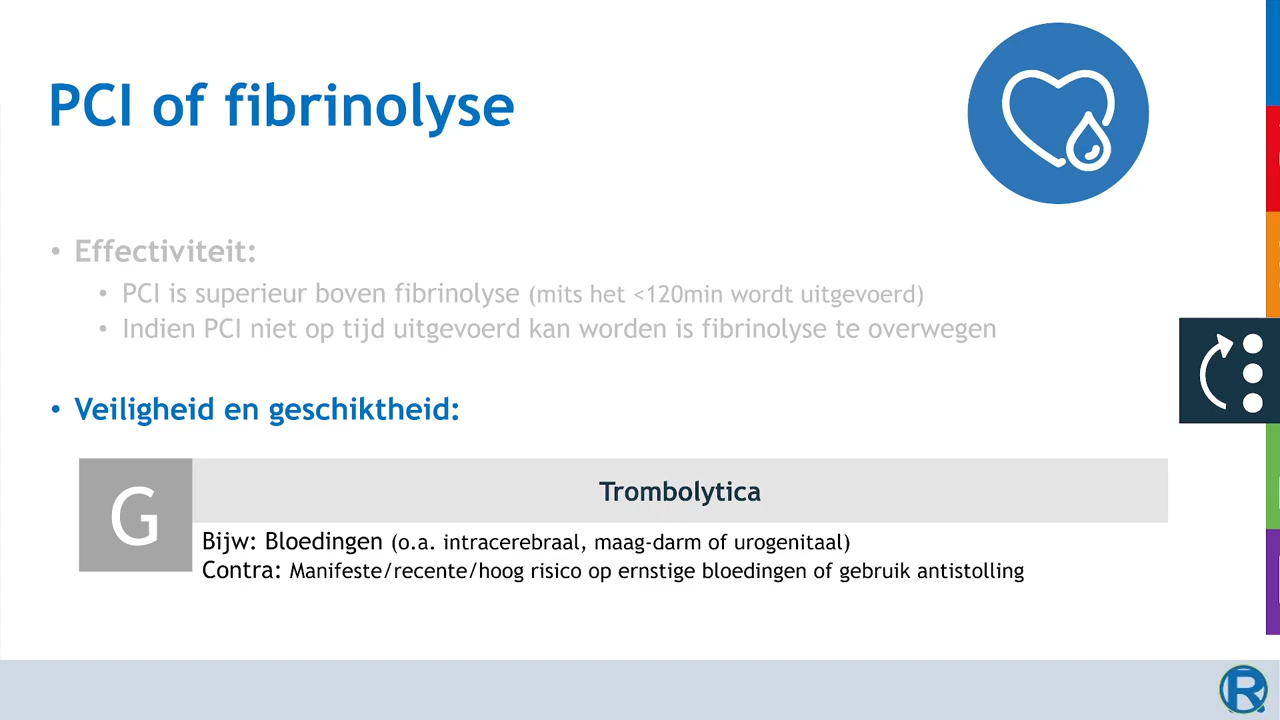 PCI of fibrinolyse
• Effectiviteit:
• PCI is superieur boven fibrinolyse (mits het <120min wordt uitgevoerd)
• Indien PCI niet op tijd uitgevoerd kan worden is fibrinolyse te overwegen
• Veiligheid en geschiktheid:
G
Trombolytica
Bijw: Bloedingen (o.a. intracerebraal, maag-darm of urogenitaal)
Contra: Manifeste/recente/hoog risico op ernstige bloedingen of gebruik antistolling
R